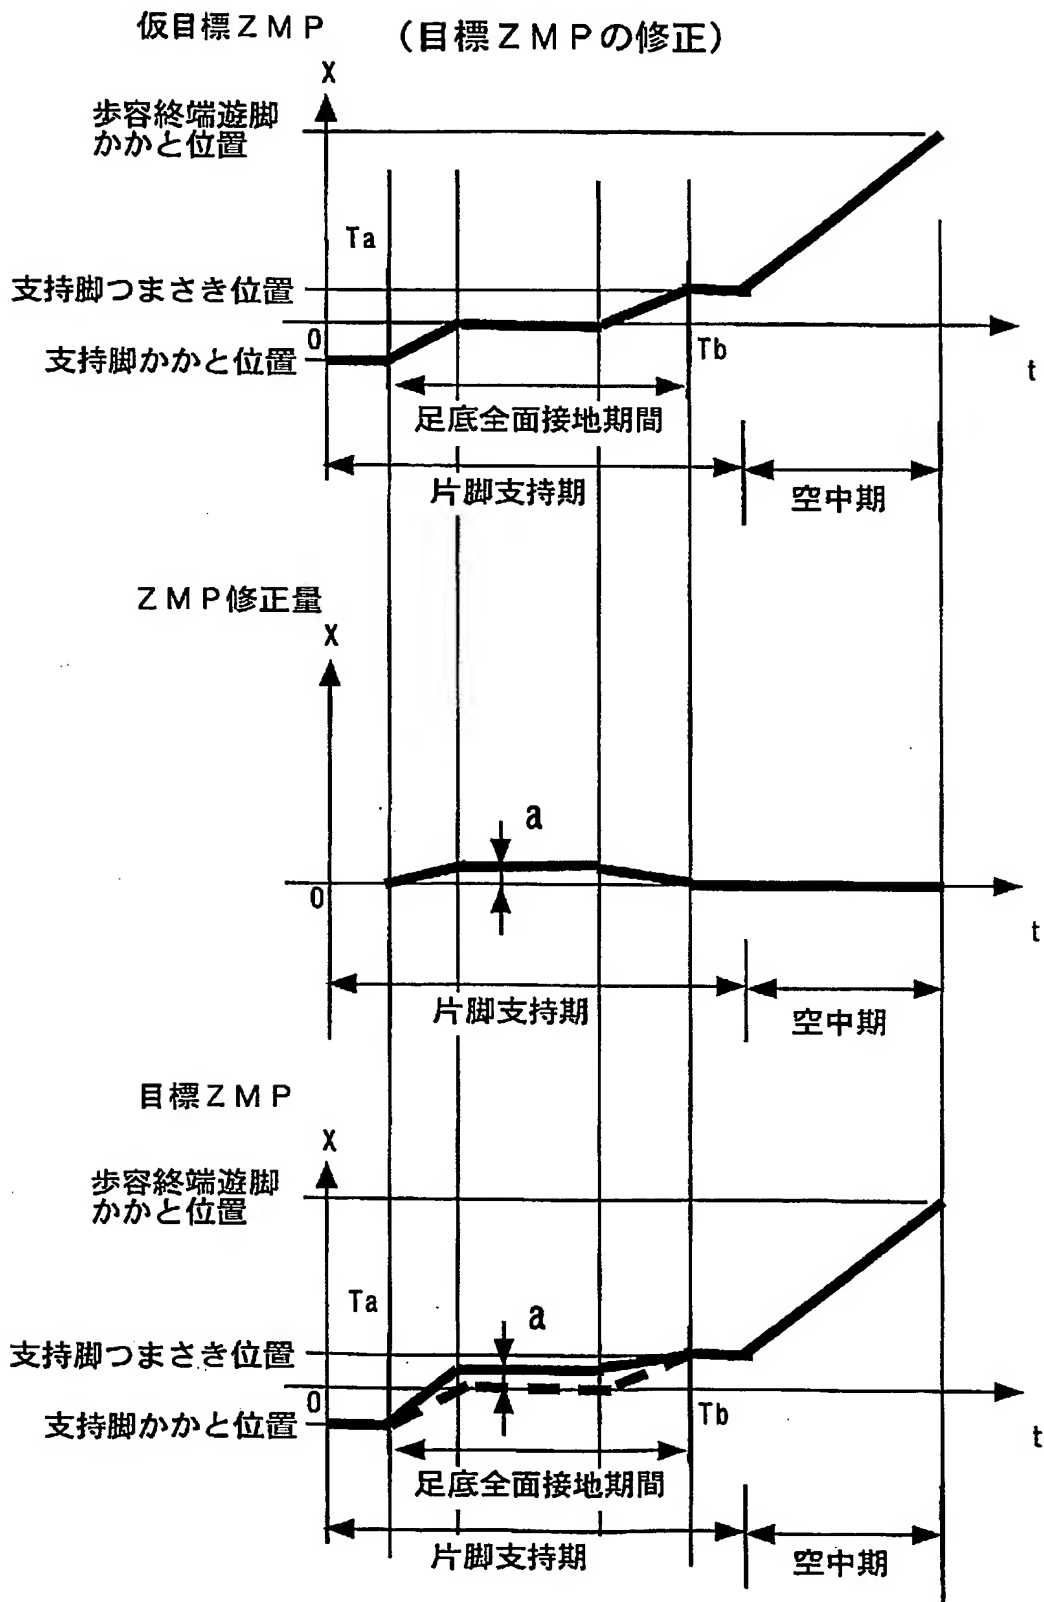 仮目標ZMP
（目標ZMPの修正）
X
歩容終端遊脚
かかと位置
Ta
支持脚つまさき位置
0
支持脚かかと位置
Tb
t
足底全面接地期間
片脚支持期
空中期
ZMP修正量
X
a
0
t
片脚支持期
空中期
目標ZMP
X
歩容終端遊脚
かかと位置
Ta
a
支持脚つまさき位置
0
支持脚かかと位置
Tb
t
足底全面接地期間
片脚支持期
空中期